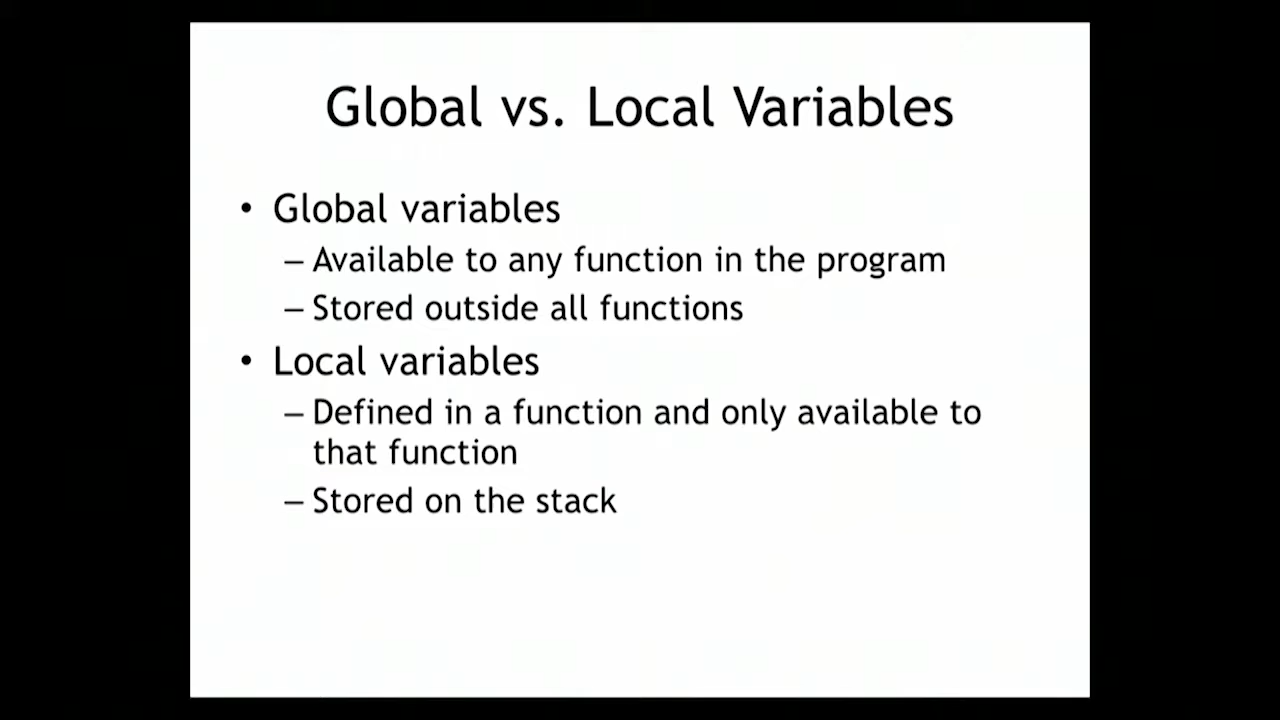 Global vs. Local Variables
• Global variables
– Available to any function in the program
– Stored outside all functions
• Local variables
– Defined in a function and only available to
that function
– Stored on the stack